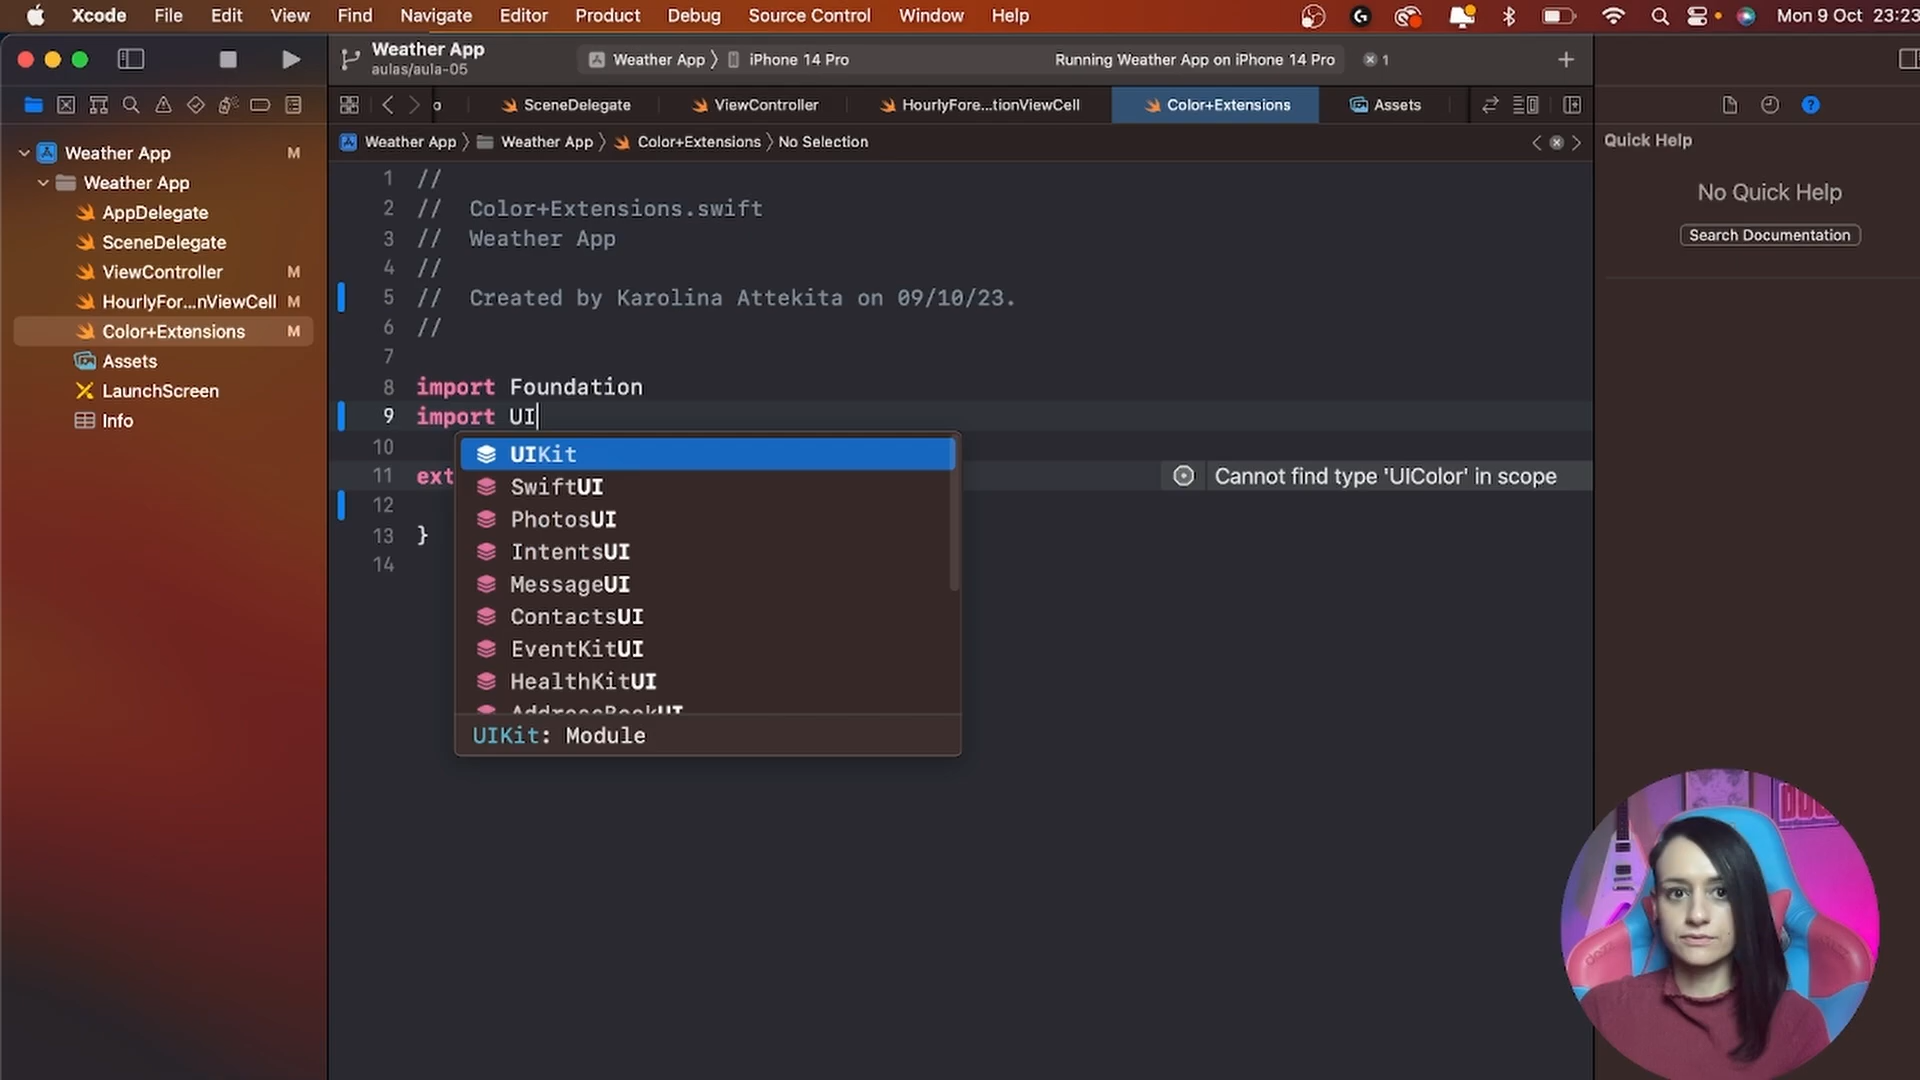 Xcode File Edit View Find Navigate Editor Product Debug Source Control Window Help Mon 9 Oct 23:23
Weather App
aulas/aula-05
Weather App 〉 iPhone 14 Pro
Running Weather App on iPhone 14 Pro 1
SceneDelegate ViewController HourlyFore...tionViewCell Color+Extensions Assets
Weather App 〉 Weather App 〉 Color+Extensions 〉 No Selection
Weather App M
Weather App
AppDelegate
SceneDelegate
ViewController M
HourlyFor...nViewCell M
Color+Extensions M
Assets
LaunchScreen
Info
1 //
2 // Color+Extensions.swift
3 // Weather App
4 //
5 // Created by Karolina Attekita on 09/10/23.
6 //
7
8 import Foundation
9 import UI
10
11 ext
Cannot find type 'UIColor' in scope
12
13 }
14
UIKit
SwiftUI
PhotosUI
IntentsUI
MessageUI
ContactsUI
EventKitUI
HealthKitUI
AddressBookUI
UIKit: Module
Quick Help
No Quick Help
Search Documentation